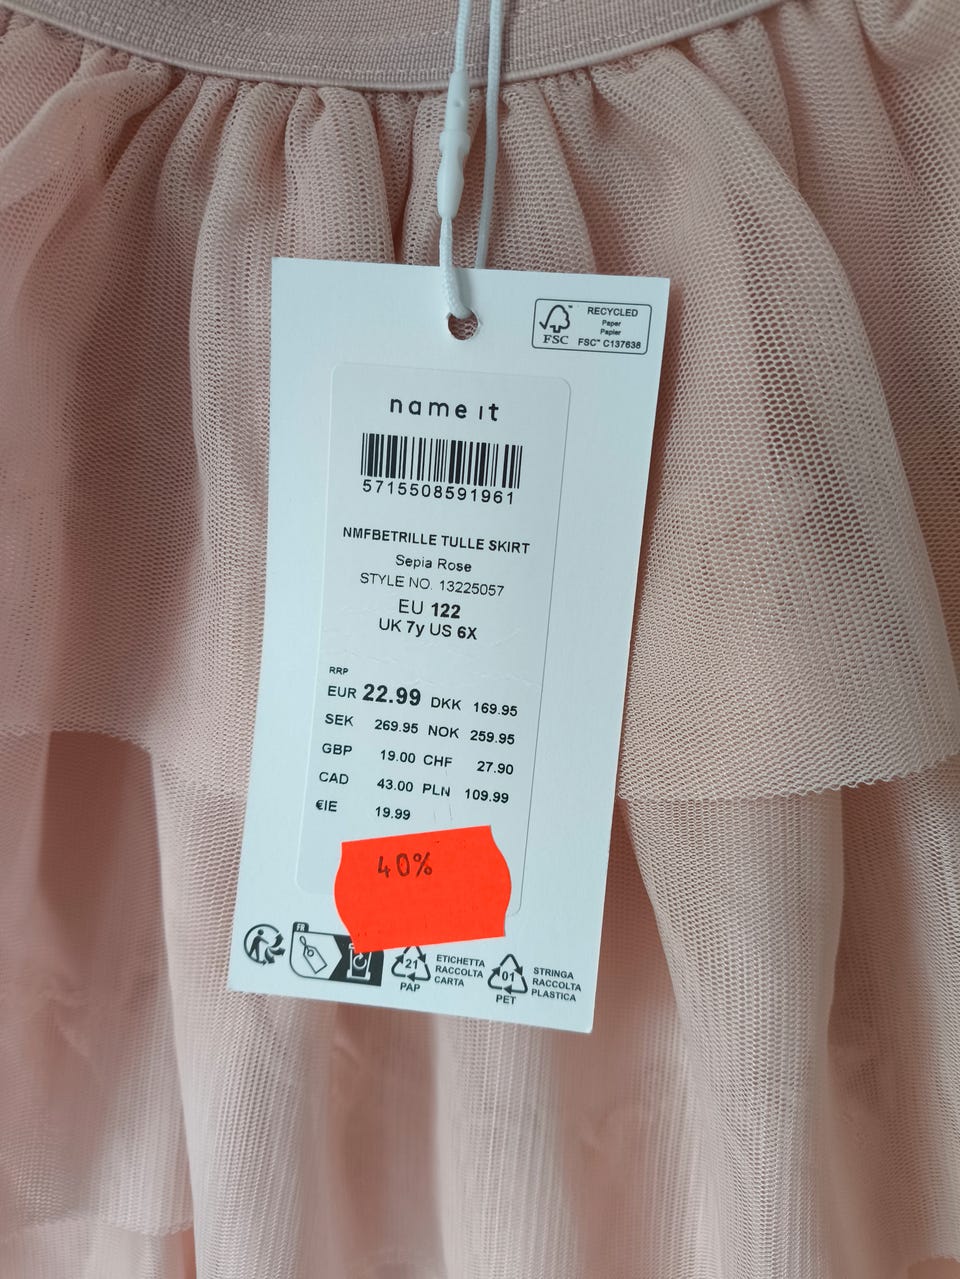 RECYCLED
Paper
Papier
FSC™ C137638
FSC
name it
5715508591961
NMFBETRILLE TULLE SKIRT
Sepia Rose
STYLE NO. 13225057
EU 122
UK 7y US 6X
RRP
EUR 22.99 DKK 169.95
SEK 269.95 NOK 259.95
GBP 19.00 CHF 27.90
CAD 43.00 PLN 109.99
€IE 19.99
40%
FR
21
PAP
ETICHETTA
RACCOLTA
CARTA
01
PET
STRINGA
RACCOLTA
PLASTICA